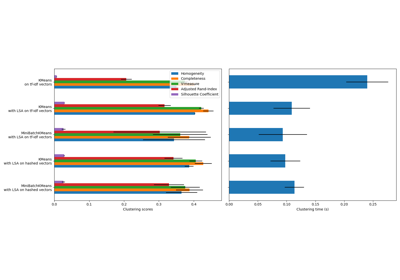 Homogeneity
Completeness
V-measure
Adjusted Rand-Index
Silhouette Coefficient
KMeans
on tf-idf vectors
KMeans
with LSA on tf-idf vectors
MiniBatchKMeans
with LSA on tf-idf vectors
KMeans
with LSA on hashed vectors
MiniBatchKMeans
with LSA on hashed vectors
0.0 0.1 0.2 0.3 0.4
Clustering scores
0.00 0.05 0.10 0.15 0.20 0.25
Clustering time (s)